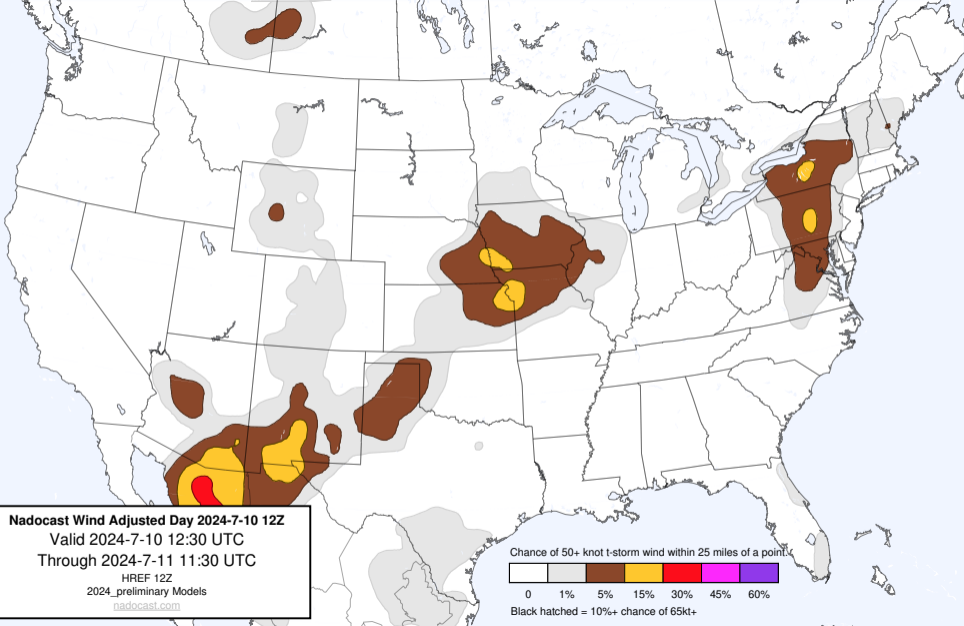 Nadocast Wind Adjusted Day 2024-7-10 12Z
Valid 2024-7-10 12:30 UTC
Through 2024-7-11 11:30 UTC
HREF 12Z
2024_preliminary Models
nadocast.com
Chance of 50+ knot t-storm wind within 25 miles of a point.
0 1% 5% 15% 30% 45% 60%
Black hatched = 10%+ chance of 65kt+